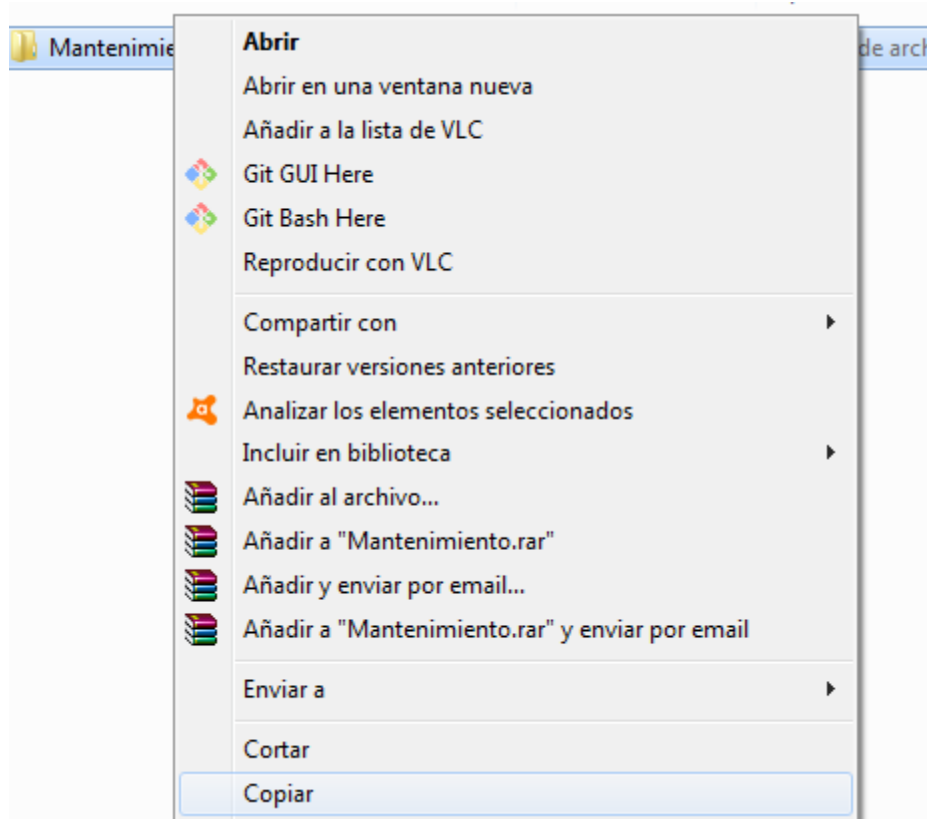 Abrir
Abrir en una ventana nueva
Añadir a la lista de VLC
Git GUI Here
Git Bash Here
Reproducir con VLC
Compartir con
Restaurar versiones anteriores
Analizar los elementos seleccionados
Incluir en biblioteca
Añadir al archivo...
Añadir a "Mantenimiento.rar"
Añadir y enviar por email...
Añadir a "Mantenimiento.rar" y enviar por email
Enviar a
Cortar
Copiar
Mantenimie
de arch